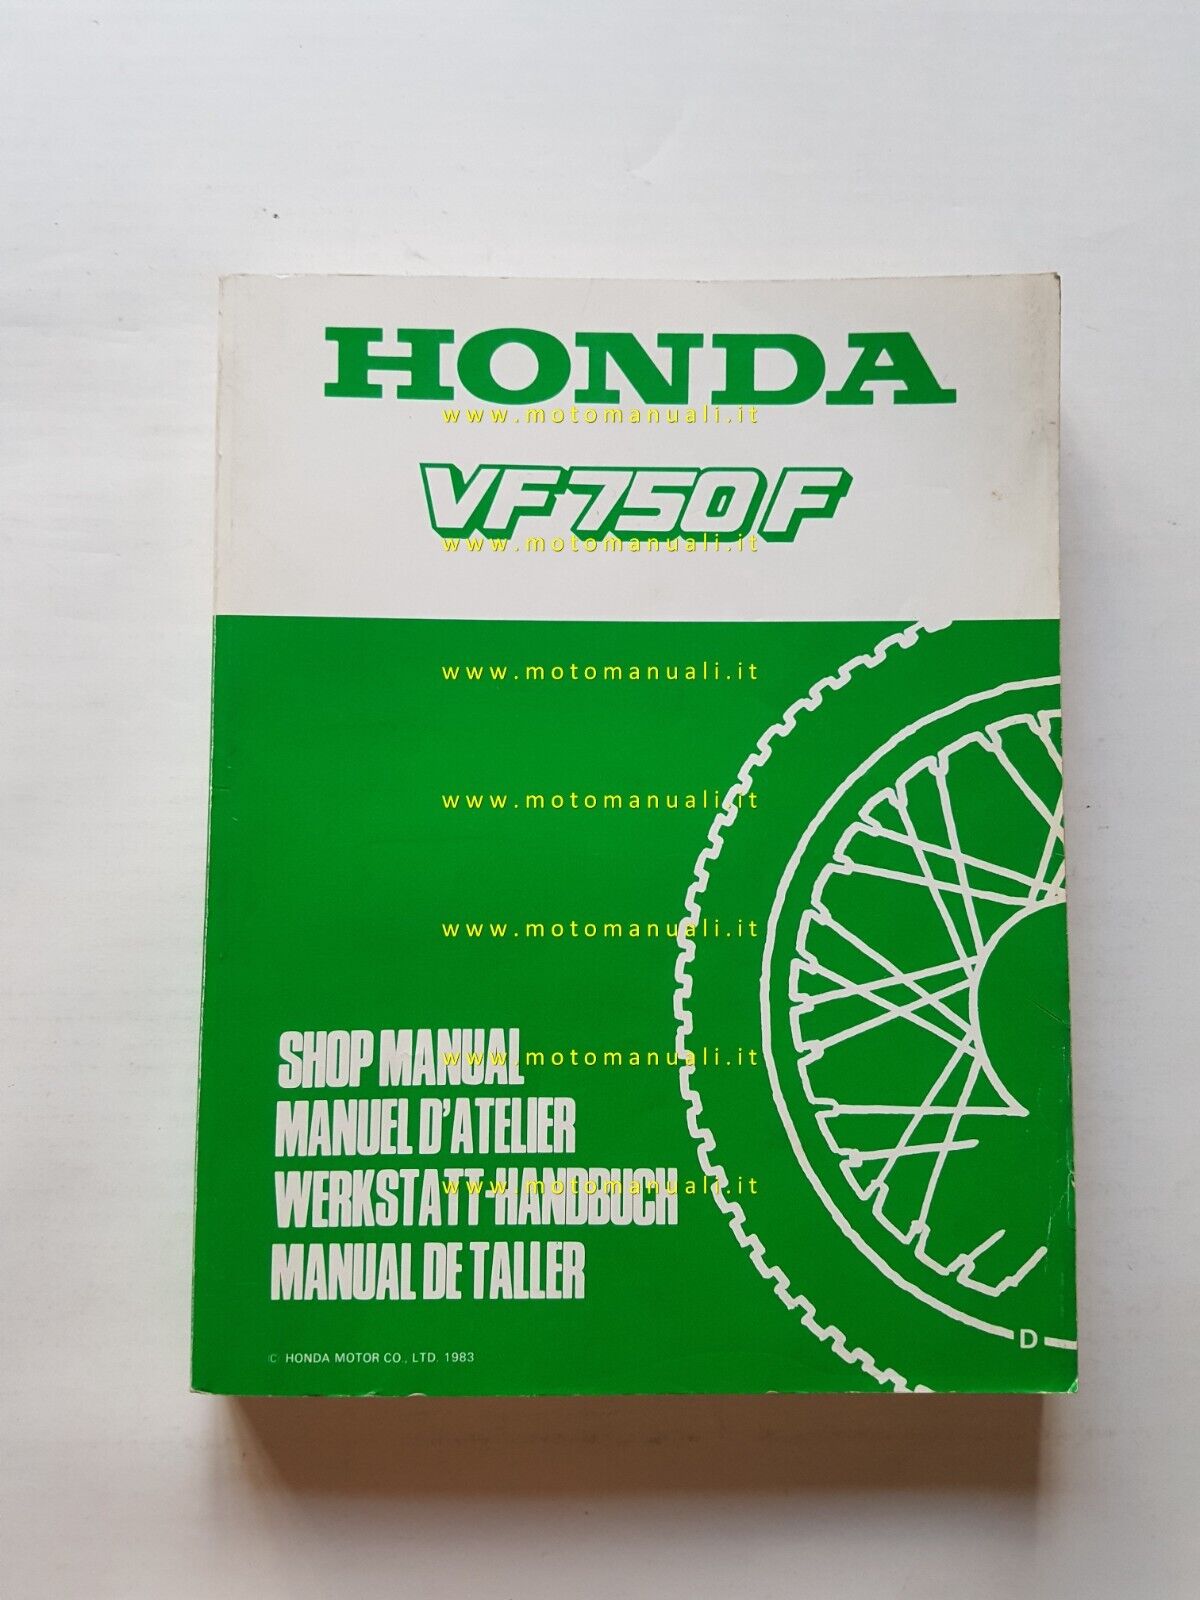 HONDA
www.motomanuali.it
VF750F
www.motomanuali.it
www.motomanuali.it
www.motomanuali.it
www.motomanuali.it
SHOP MANUAL
www.motomanuali.it
MANUEL D'ATELIER
WERKSTATT-HANDBUCH
www.motomanuali.it
MANUAL DE TALLER
D
(C) HONDA MOTOR CO., LTD. 1983